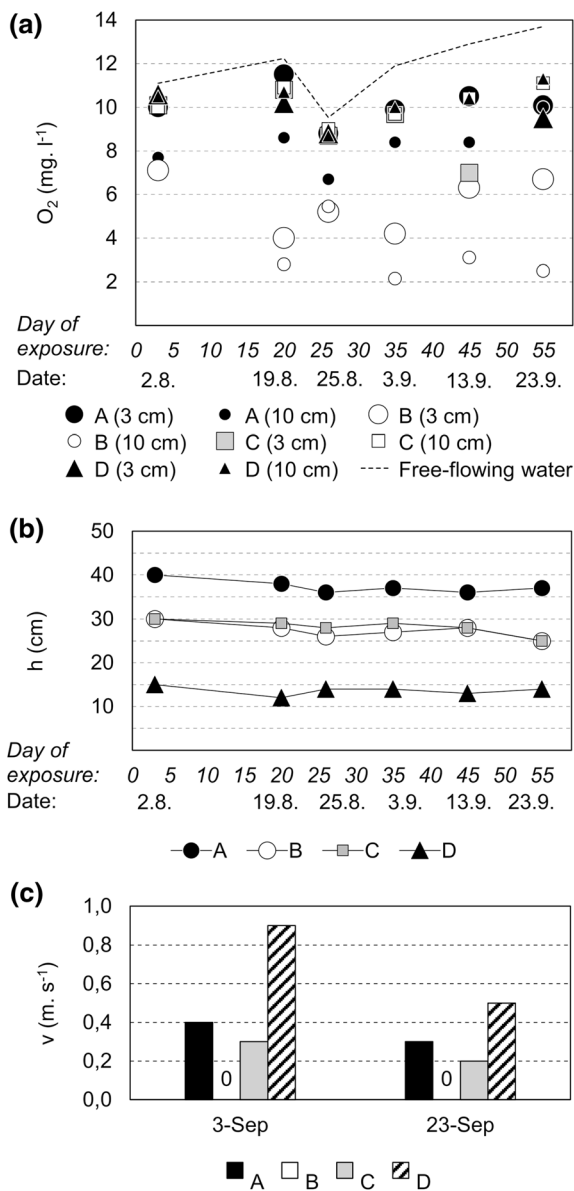 (a)
14
12
10
8
6
4
2
O₂ (mg. l⁻¹)
Day of
exposure: 0 5 10 15 20 25 30 35 40 45 50 55
Date: 2.8. 19.8. 25.8. 3.9. 13.9. 23.9.
A (3 cm) A (10 cm) B (3 cm)
B (10 cm) C (3 cm) C (10 cm)
D (3 cm) D (10 cm) Free-flowing water
(b)
50
40
30
20
10
h (cm)
Day of
exposure: 0 5 10 15 20 25 30 35 40 45 50 55
Date: 2.8. 19.8. 25.8. 3.9. 13.9. 23.9.
A B C D
(c)
1,0
0,8
0,6
0,4
0,2
0,0
v (m. s⁻¹)
0 0
3-Sep 23-Sep
A B C D